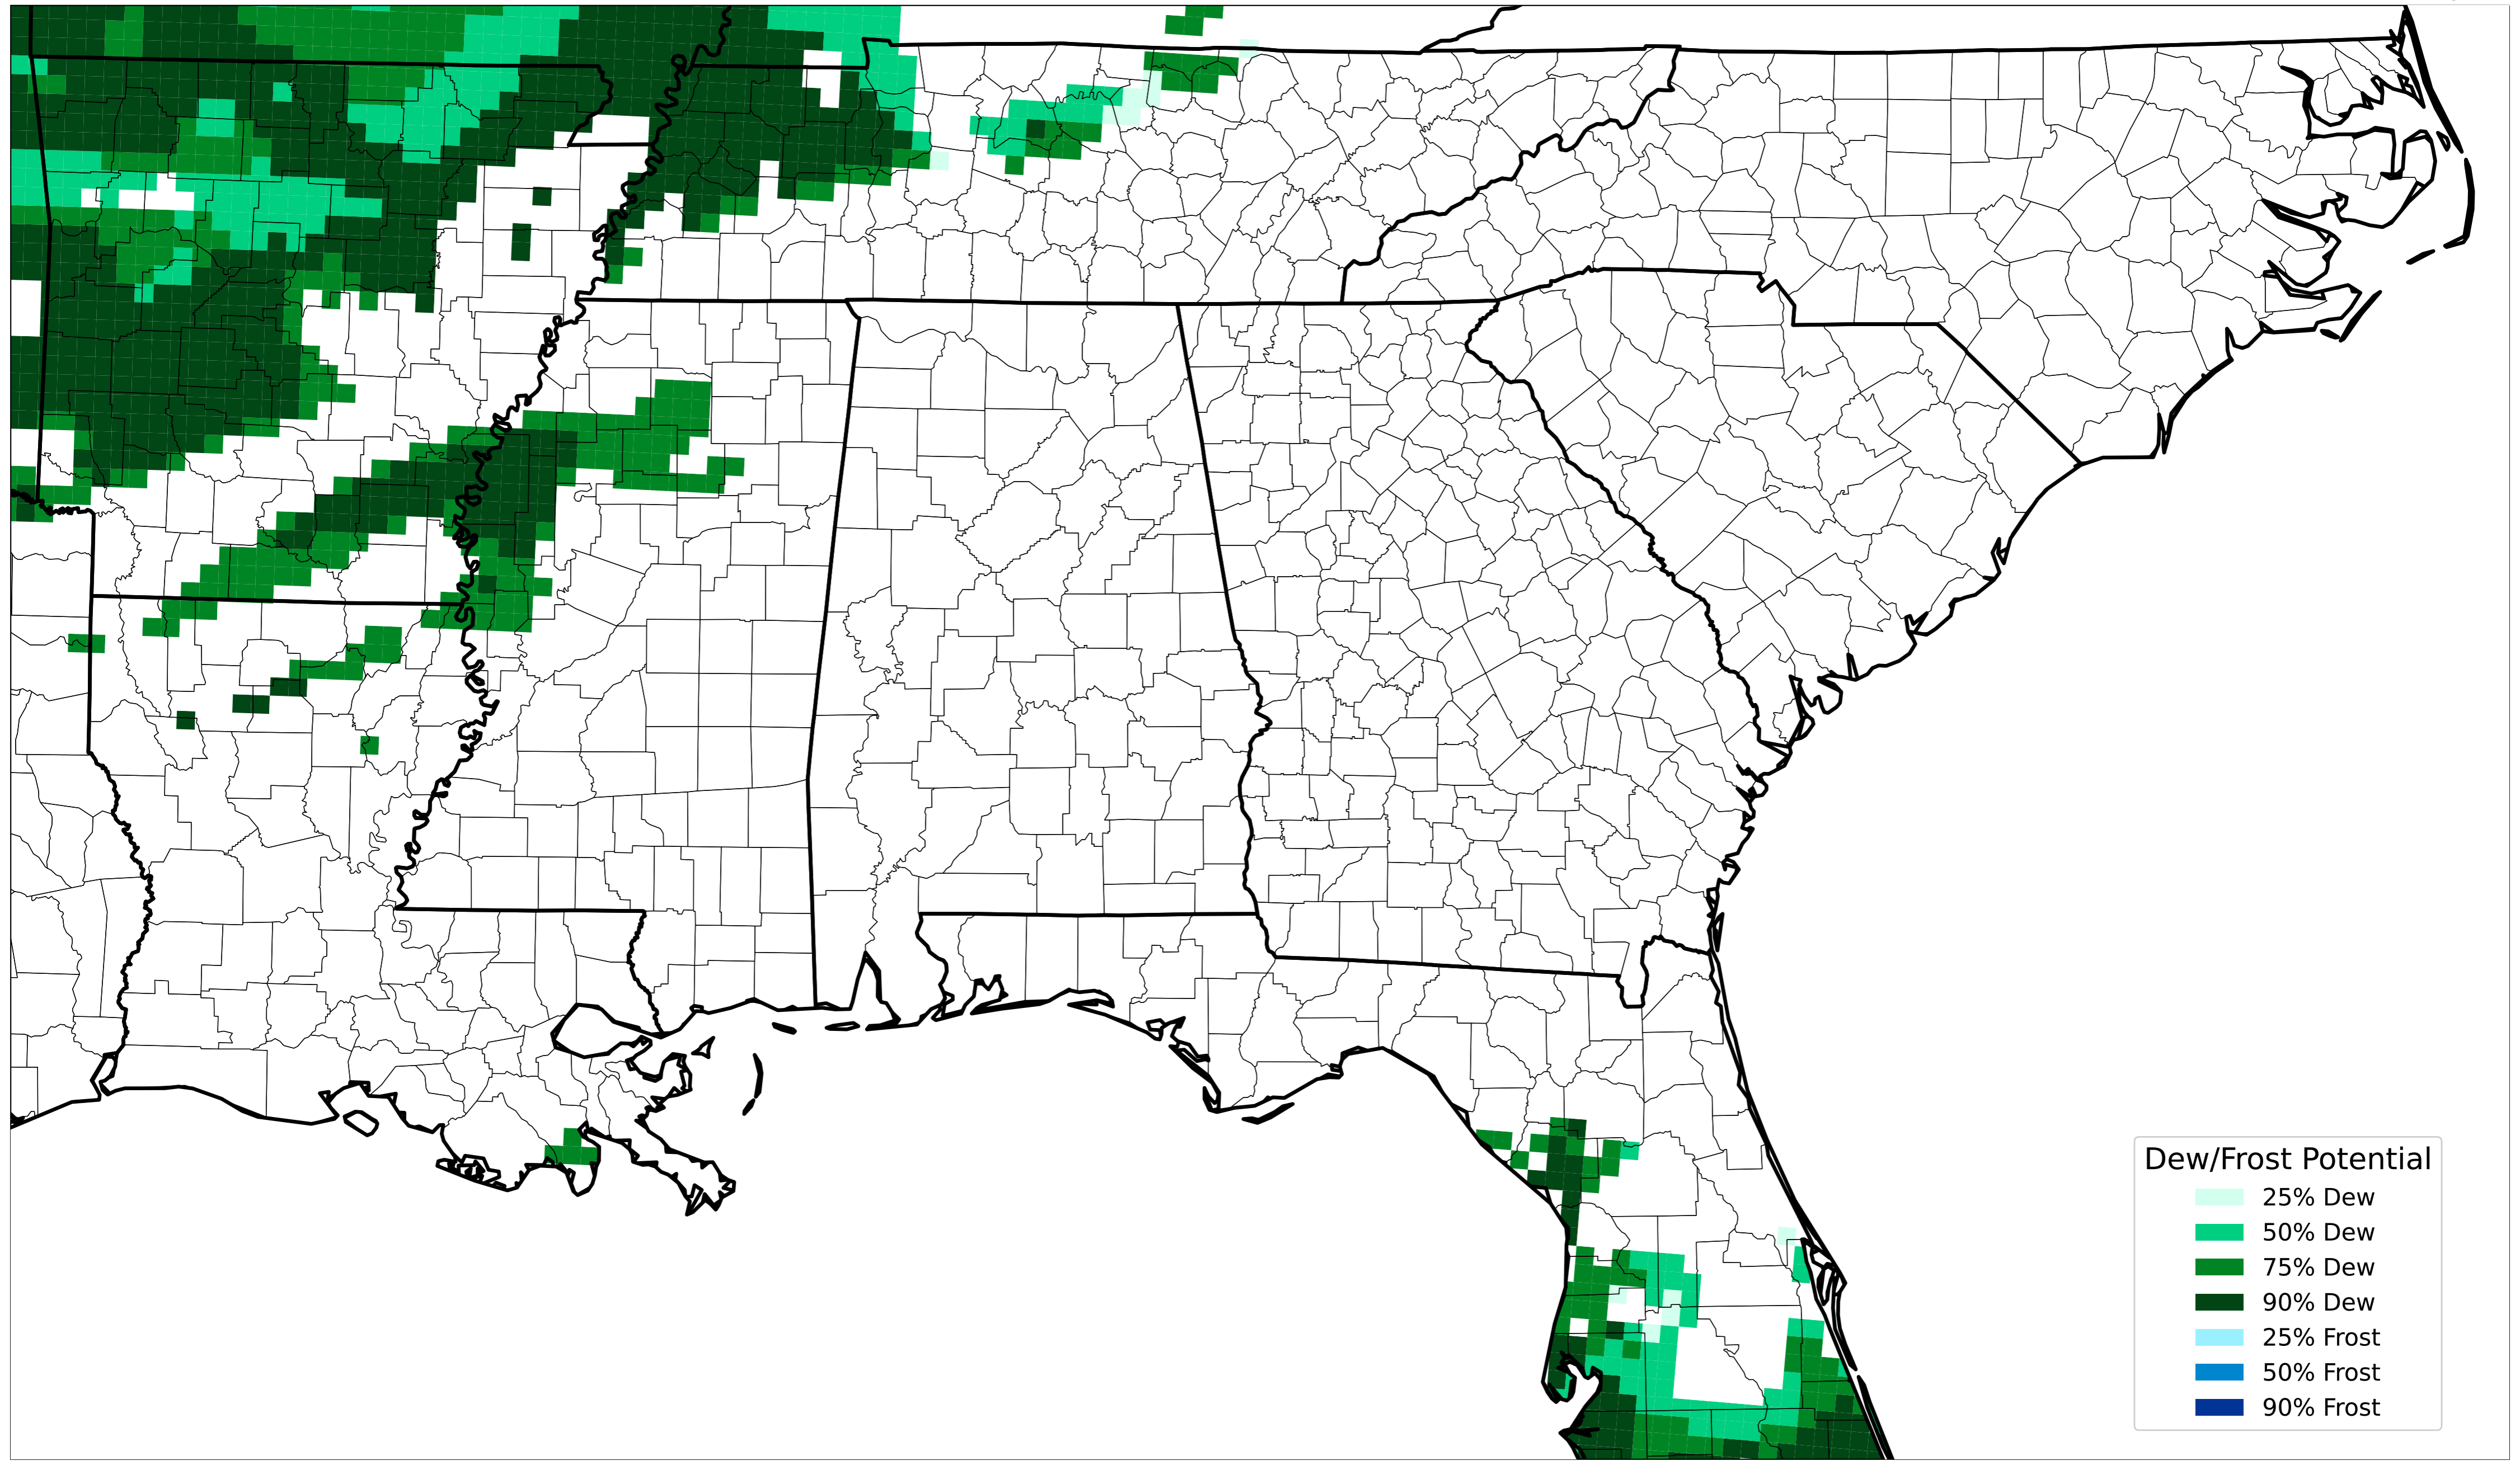 Dew/Frost Potential
25% Dew
50% Dew
75% Dew
90% Dew
25% Frost
50% Frost
90% Frost